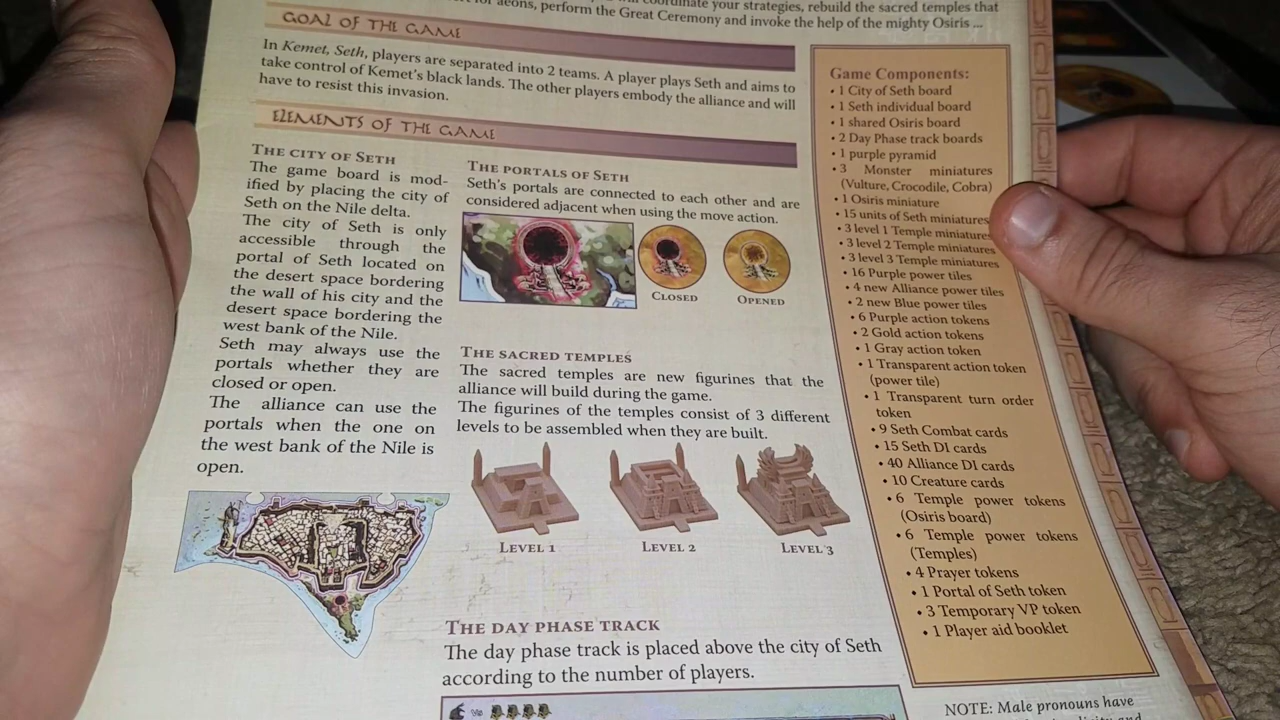 coordinate your strategies, rebuild the sacred temples that
for aeons, perform the Great Ceremony and invoke the help of the mighty Osiris ...
GOAL OF THE GAME
In Kemet, Seth, players are separated into 2 teams. A player plays Seth and aims to
take control of Kemet's black lands. The other players embody the alliance and will
have to resist this invasion.
ELEMENTS OF THE GAME
THE CITY OF SETH
The game board is mod-
ified by placing the city of
Seth on the Nile delta.
The city of Seth is only
accessible through the
portal of Seth located on
the desert space bordering
the wall of his city and the
desert space bordering the
west bank of the Nile.
Seth may always use the
portals whether they are
closed or open.
The alliance can use the
portals when the one on
the west bank of the Nile is
open.
THE PORTALS OF SETH
Seth's portals are connected to each other and are
considered adjacent when using the move action.
CLOSED
OPENED
THE SACRED TEMPLES
The sacred temples are new figurines that the
alliance will build during the game.
The figurines of the temples consist of 3 different
levels to be assembled when they are built.
LEVEL 1
LEVEL 2
LEVEL 3
THE DAY PHASE TRACK
The day phase track is placed above the city of Seth
according to the number of players.
Vs
Game Components:
• 1 City of Seth board
• 1 Seth individual board
• 1 shared Osiris board
• 2 Day Phase track boards
• 1 purple pyramid
• 3 Monster miniatures
(Vulture, Crocodile, Cobra)
• 1 Osiris miniature
• 15 units of Seth miniatures
• 3 level 1 Temple miniatures
• 3 level 2 Temple miniatures
• 3 level 3 Temple miniatures
• 16 Purple power tiles
• 4 new Alliance power tiles
• 2 new Blue power tiles
• 6 Purple action tokens
• 2 Gold action tokens
• 1 Gray action token
• 1 Transparent action token
(power tile)
• 1 Transparent turn order
token
• 9 Seth Combat cards
• 15 Seth DI cards
• 40 Alliance DI cards
• 10 Creature cards
• 6 Temple power tokens
(Osiris board)
• 6 Temple power tokens
(Temples)
• 4 Prayer tokens
• 1 Portal of Seth token
• 3 Temporary VP token
• 1 Player aid booklet
NOTE: Male pronouns have